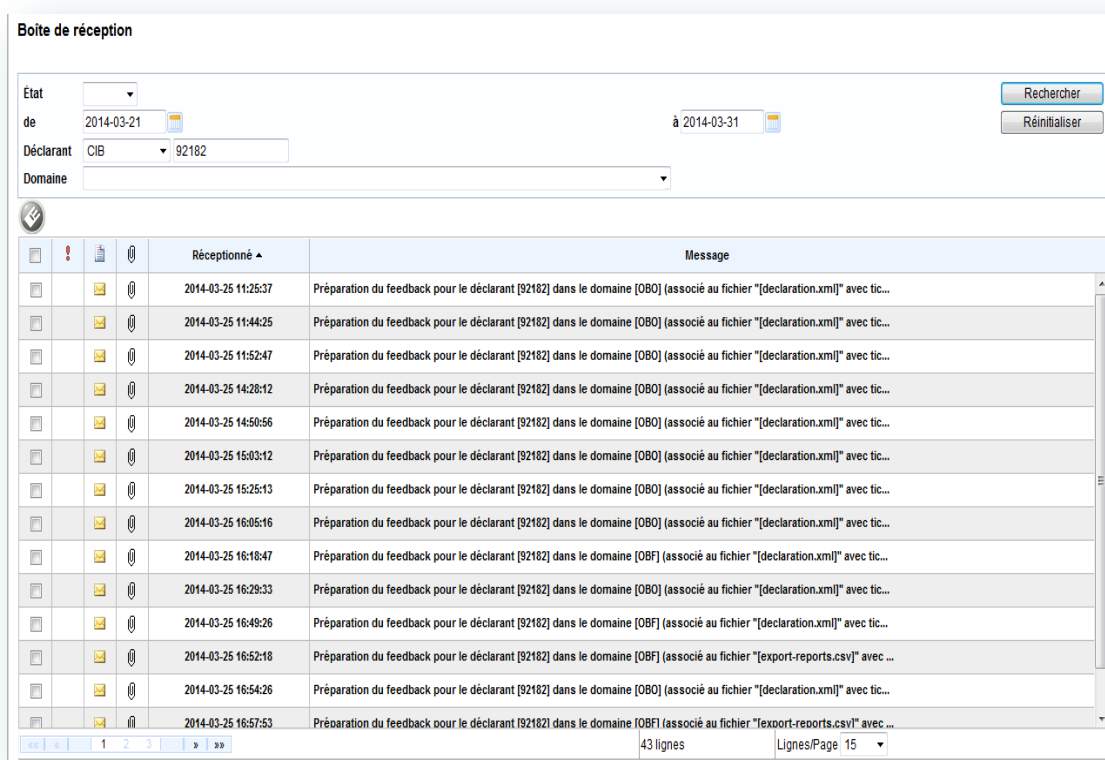 Boîte de réception
État
Rechercher
de 2014-03-21 à 2014-03-31
Réinitialiser
Déclarant CIB 92182
Domaine
Réceptionné Message
2014-03-25 11:25:37 Préparation du feedback pour le déclarant [92182] dans le domaine [OBO] (associé au fichier "[declaration.xml]" avec tic...
2014-03-25 11:44:25 Préparation du feedback pour le déclarant [92182] dans le domaine [OBO] (associé au fichier "[declaration.xml]" avec tic...
2014-03-25 11:52:47 Préparation du feedback pour le déclarant [92182] dans le domaine [OBO] (associé au fichier "[declaration.xml]" avec tic...
2014-03-25 14:28:12 Préparation du feedback pour le déclarant [92182] dans le domaine [OBO] (associé au fichier "[declaration.xml]" avec tic...
2014-03-25 14:50:56 Préparation du feedback pour le déclarant [92182] dans le domaine [OBO] (associé au fichier "[declaration.xml]" avec tic...
2014-03-25 15:03:12 Préparation du feedback pour le déclarant [92182] dans le domaine [OBO] (associé au fichier "[declaration.xml]" avec tic...
2014-03-25 15:25:13 Préparation du feedback pour le déclarant [92182] dans le domaine [OBO] (associé au fichier "[declaration.xml]" avec tic...
2014-03-25 16:05:16 Préparation du feedback pour le déclarant [92182] dans le domaine [OBO] (associé au fichier "[declaration.xml]" avec tic...
2014-03-25 16:18:47 Préparation du feedback pour le déclarant [92182] dans le domaine [OBF] (associé au fichier "[declaration.xml]" avec tic...
2014-03-25 16:29:33 Préparation du feedback pour le déclarant [92182] dans le domaine [OBO] (associé au fichier "[declaration.xml]" avec tic...
2014-03-25 16:49:26 Préparation du feedback pour le déclarant [92182] dans le domaine [OBF] (associé au fichier "[declaration.xml]" avec tic...
2014-03-25 16:52:18 Préparation du feedback pour le déclarant [92182] dans le domaine [OBF] (associé au fichier "[export-reports.csv]" avec ...
2014-03-25 16:54:26 Préparation du feedback pour le déclarant [92182] dans le domaine [OBO] (associé au fichier "[declaration.xml]" avec tic...
2014-03-25 16:57:53 Préparation du feedback pour le déclarant [92182] dans le domaine [OBF] (associé au fichier "[export-reports.csv]" avec ...
«« « 1 2 3 » »» 43 lignes Lignes/Page 15